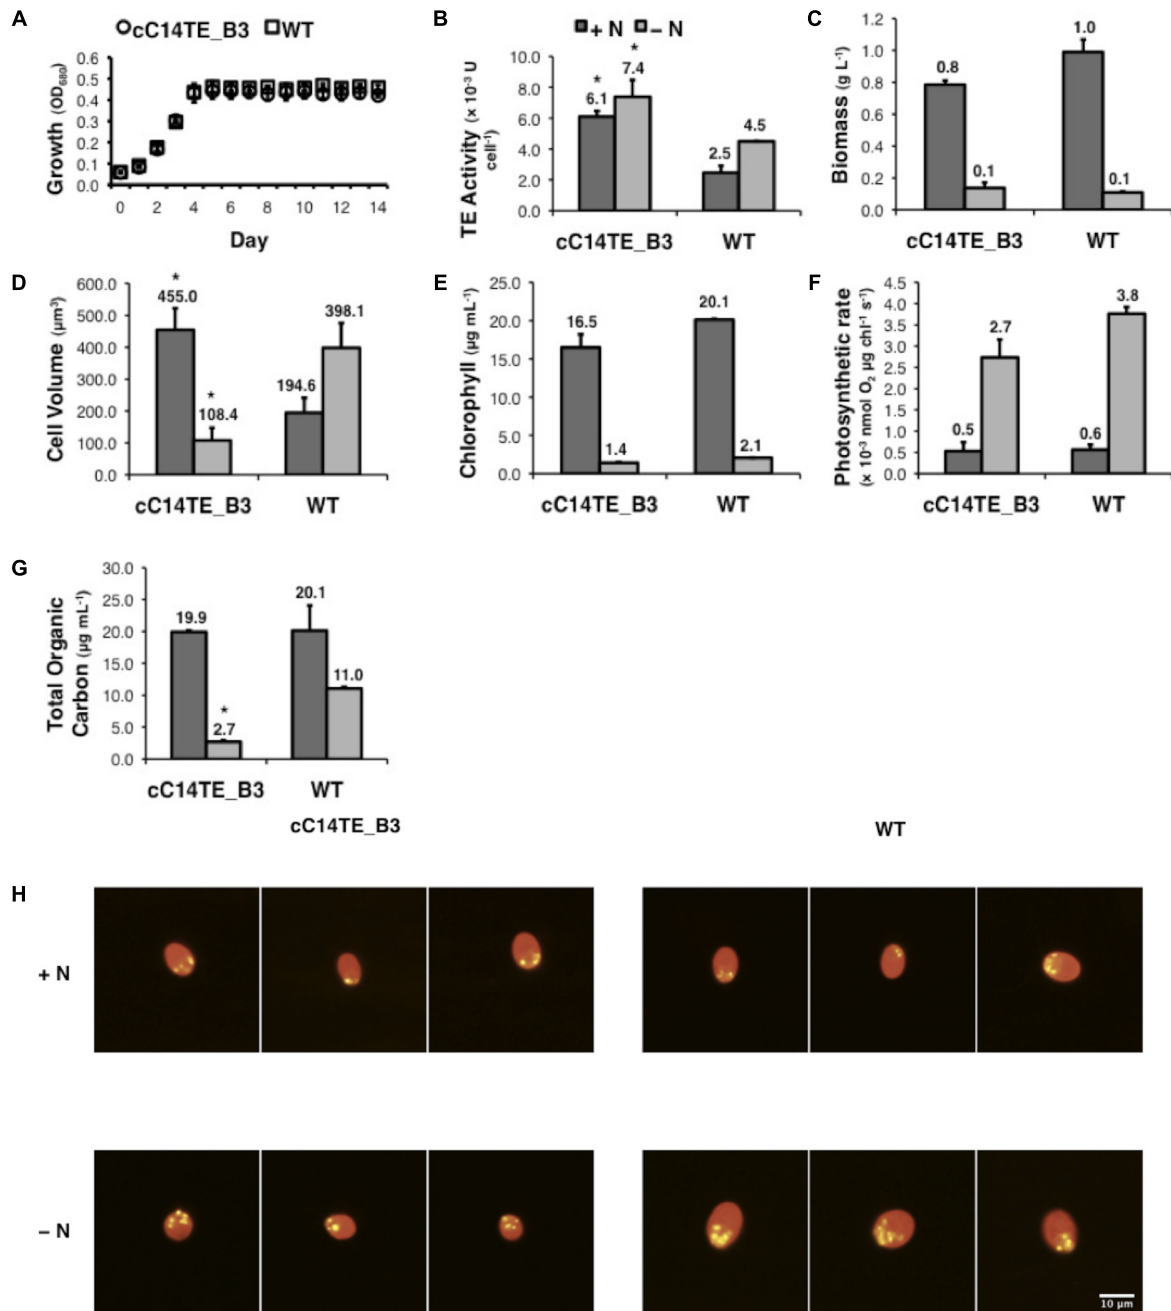 A
○cC14TE_B3 □WT
Growth (OD680)
0.6
0.5
0.4
0.3
0.2
0.1
0.0
0 2 4 6 8 10 12 14
Day
B
+ N – N
TE Activity (× 10-3 U cell-1)
10.0
8.0
6.0
4.0
2.0
0.0
*
6.1
*
7.4
2.5
4.5
cC14TE_B3 WT
C
Biomass (g L-1)
1.2
1.0
0.8
0.6
0.4
0.2
0.0
0.8
0.1
1.0
0.1
cC14TE_B3 WT
D
Cell Volume (µm3)
600.0
500.0
400.0
300.0
200.0
100.0
0.0
*
455.0
*
108.4
194.6
398.1
cC14TE_B3 WT
E
Chlorophyll (µg mL-1)
25.0
20.0
15.0
10.0
5.0
0.0
16.5
1.4
20.1
2.1
cC14TE_B3 WT
F
Photosynthetic rate
(× 10-3 nmol O2 µg chl-1 s-1)
4.5
4.0
3.5
3.0
2.5
2.0
1.5
1.0
0.5
0.0
0.5
2.7
0.6
3.8
cC14TE_B3 WT
G
Total Organic
Carbon (µg mL-1)
30.0
25.0
20.0
15.0
10.0
5.0
0.0
19.9
*
2.7
20.1
11.0
cC14TE_B3 WT
cC14TE_B3 WT
H
+ N
– N
10 µm